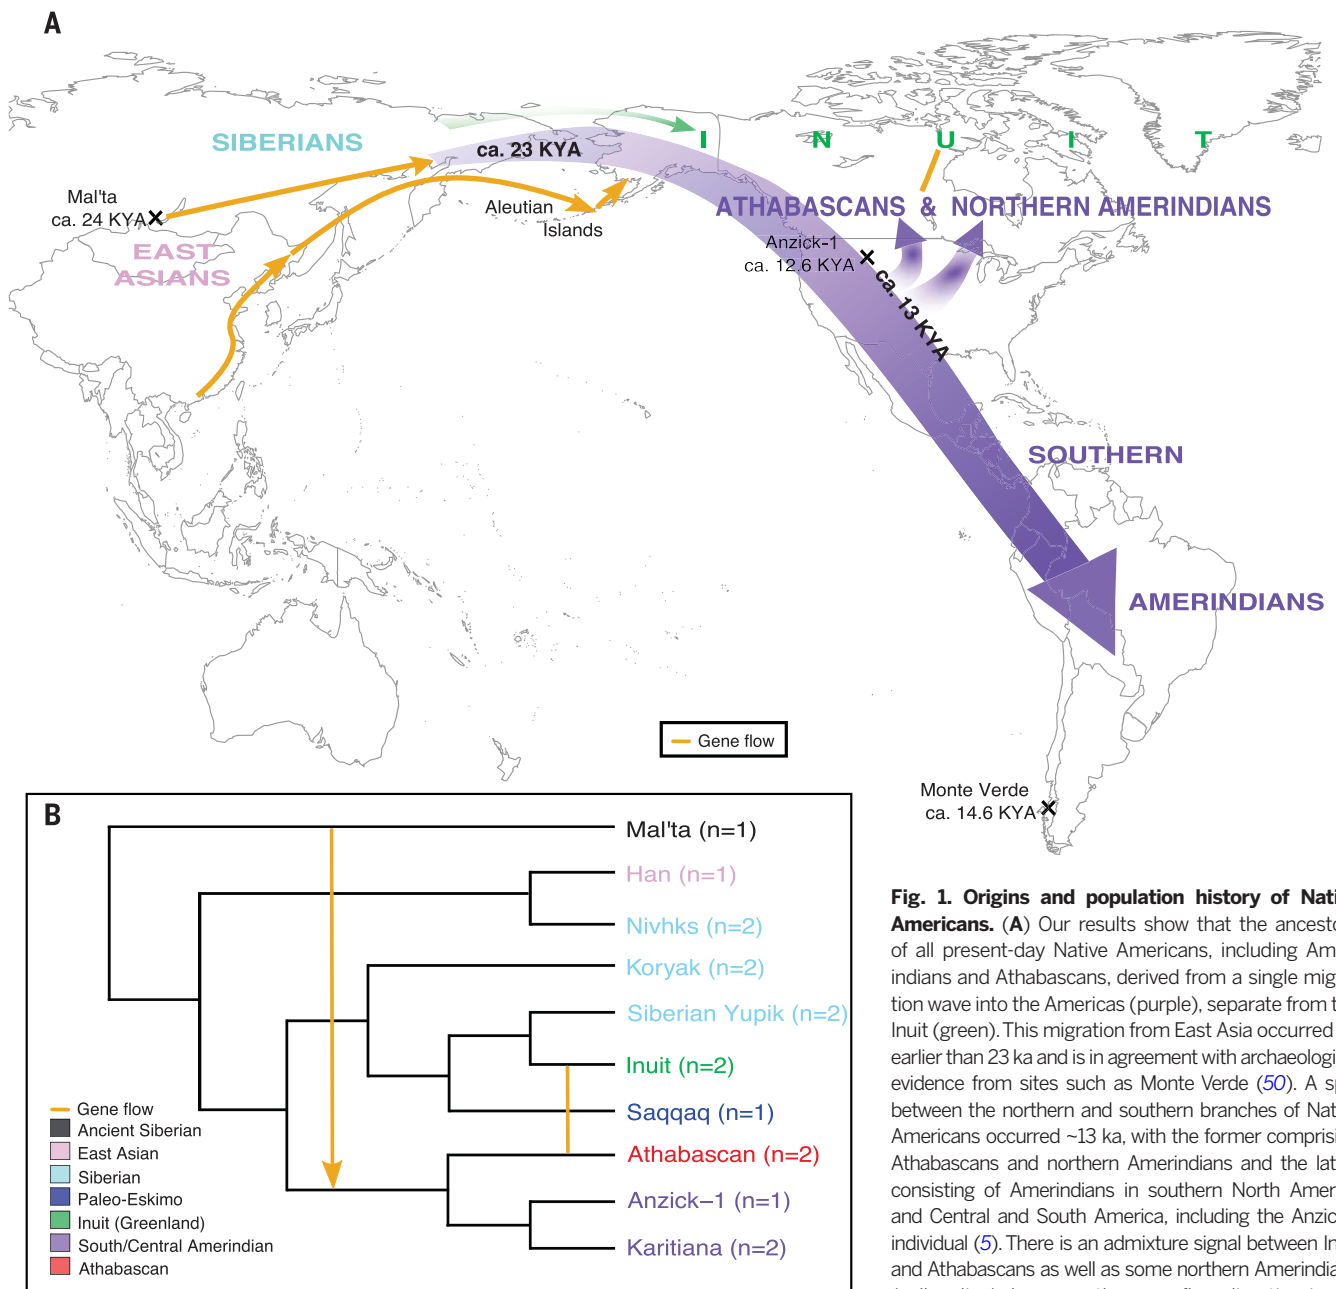 A
SIBERIANS
ca. 23 KYA
I N U I T
Mal'ta
ca. 24 KYA
Aleutian
Islands
ATHABASCANS & NORTHERN AMERINDIANS
EAST
ASIANS
Anzick–1
ca. 12.6 KYA
ca. 13 KYA
SOUTHERN
AMERINDIANS
Gene flow
Monte Verde
ca. 14.6 KYA
B
Mal'ta (n=1)
Han (n=1)
Nivhks (n=2)
Koryak (n=2)
Siberian Yupik (n=2)
Inuit (n=2)
Saqqaq (n=1)
Athabascan (n=2)
Anzick–1 (n=1)
Karitiana (n=2)
Gene flow
Ancient Siberian
East Asian
Siberian
Paleo-Eskimo
Inuit (Greenland)
South/Central Amerindian
Athabascan
Fig. 1. Origins and population history of Nati
Americans. (A) Our results show that the ancesto
of all present-day Native Americans, including Am
indians and Athabascans, derived from a single mig
tion wave into the Americas (purple), separate from t
Inuit (green). This migration from East Asia occurred
earlier than 23 ka and is in agreement with archaeologi
evidence from sites such as Monte Verde (50). A sp
between the northern and southern branches of Nat
Americans occurred ~13 ka, with the former comprisi
Athabascans and northern Amerindians and the lat
consisting of Amerindians in southern North Amer
and Central and South America, including the Anzic
individual (5). There is an admixture signal between In
and Athabascans as well as some northern Amerindia